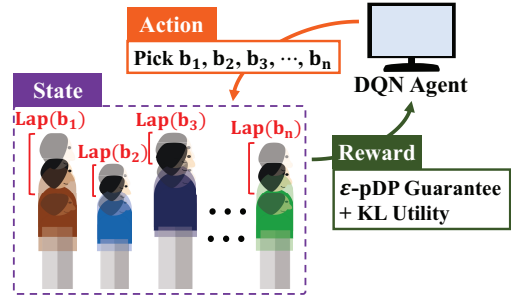 Action
Pick b₁, b₂, b₃, ⋯, bₙ
DQN Agent
State
Lap(b₁)
Lap(b₂)
Lap(b₃)
Lap(bₙ)
Reward
ε-pDP Guarantee
+ KL Utility